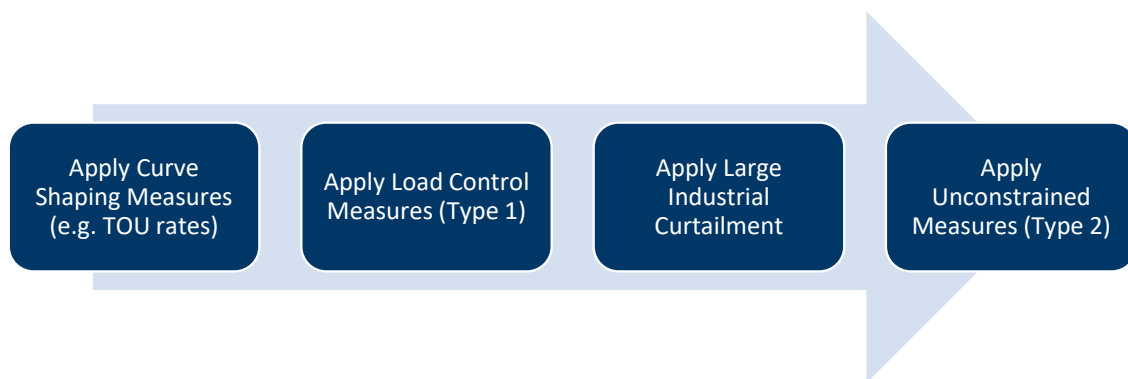 Apply Curve
Shaping Measures
(e.g. TOU rates)
Apply Load Control
Measures (Type 1)
Apply Large
Industrial
Curtailment
Apply
Unconstrained
Measures (Type 2)